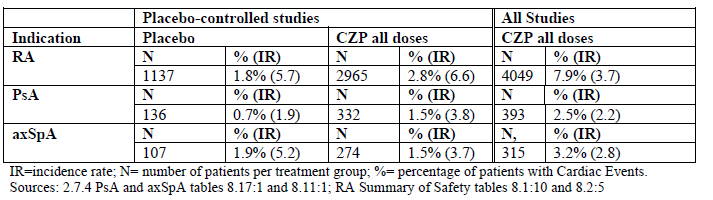 Placebo-controlled studies All Studies
Indication Placebo CZP all doses CZP all doses
RA N % (IR) N % (IR) N % (IR)
1137 1.8% (5.7) 2965 2.8% (6.6) 4049 7.9% (3.7)
PsA N % (IR) N % (IR) N % (IR)
136 0.7% (1.9) 332 1.5% (3.8) 393 2.5% (2.2)
axSpA N % (IR) N % (IR) N, % (IR)
107 1.9% (5.2) 274 1.5% (3.7) 315 3.2% (2.8)
IR=incidence rate; N= number of patients per treatment group; %= percentage of patients with Cardiac Events.
Sources: 2.7.4 PsA and axSpA tables 8.17:1 and 8.11:1; RA Summary of Safety tables 8.1:10 and 8.2:5